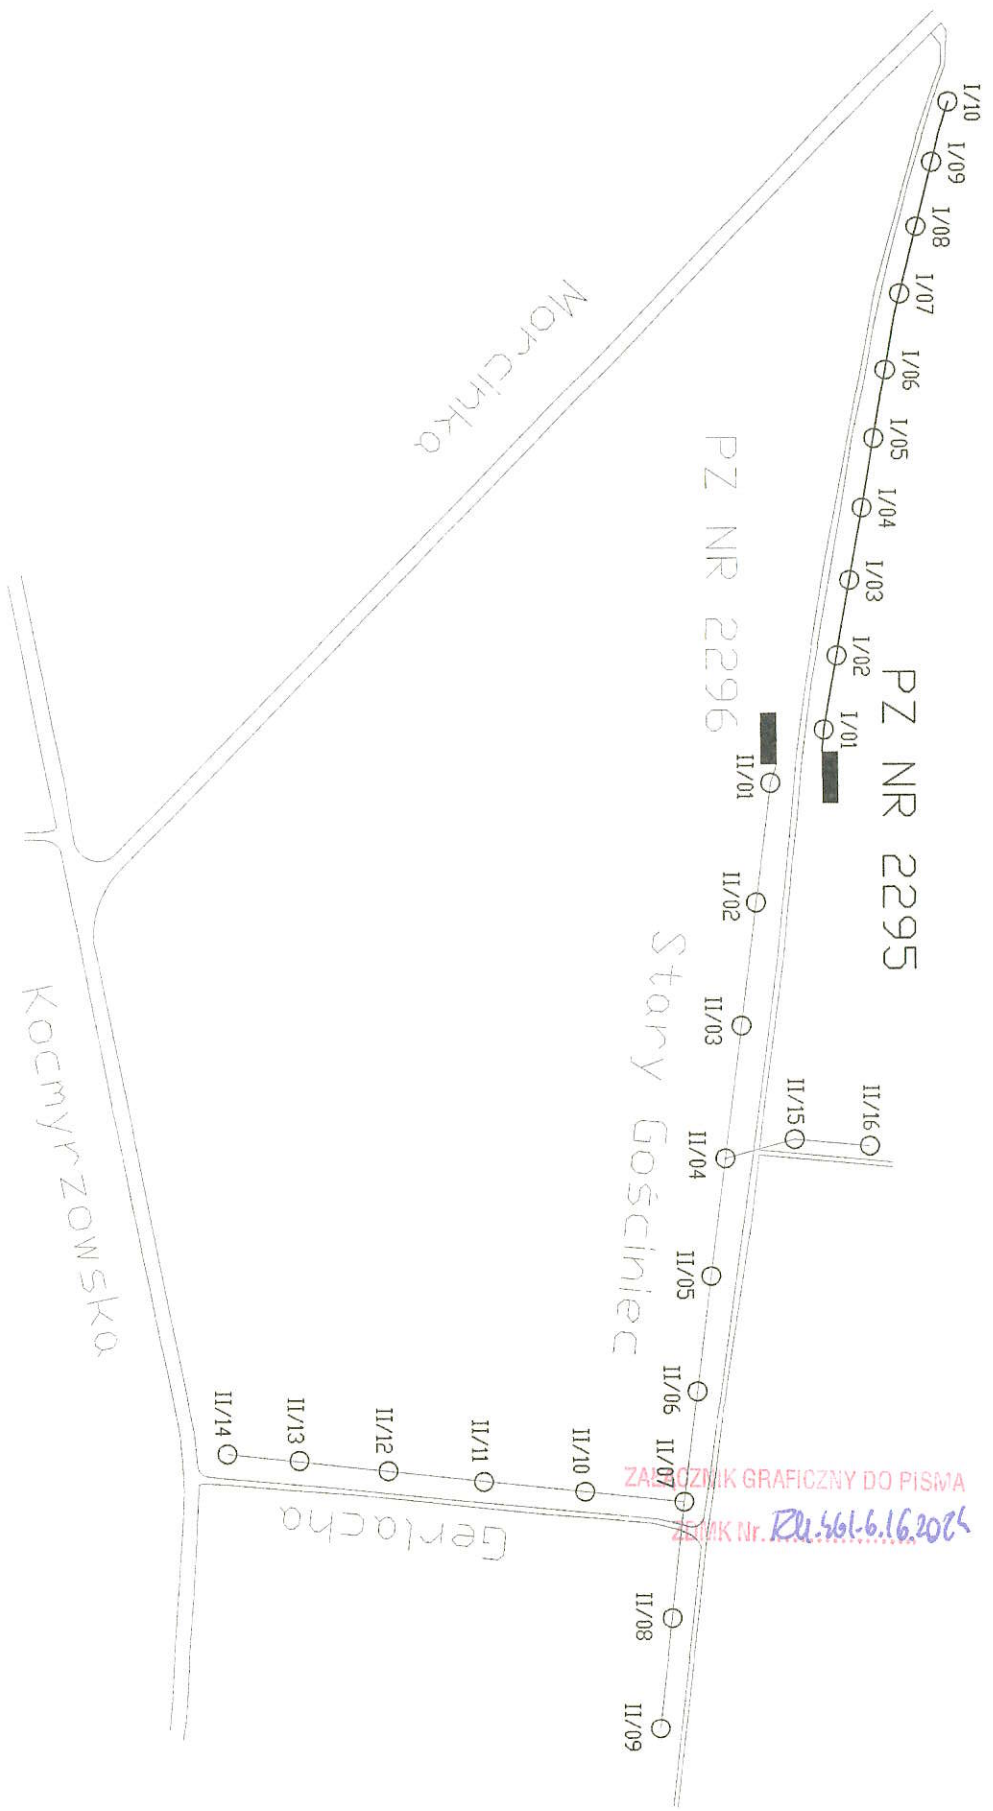 I/10
I/09
I/08
I/07
I/06
I/05
I/04
I/03
I/02
I/01
PZ NR 2295
PZ NR 2296
II/01
II/02
II/03
II/04
II/05
II/06
II/07
II/08
II/09
II/10
II/11
II/12
II/13
II/14
II/15
II/16
Morcinka
Stary Gościniec
Kocmyrzowska
Gerlacha
ZAŁĄCZNIK GRAFICZNY DO PISMA
ZDMK Nr.